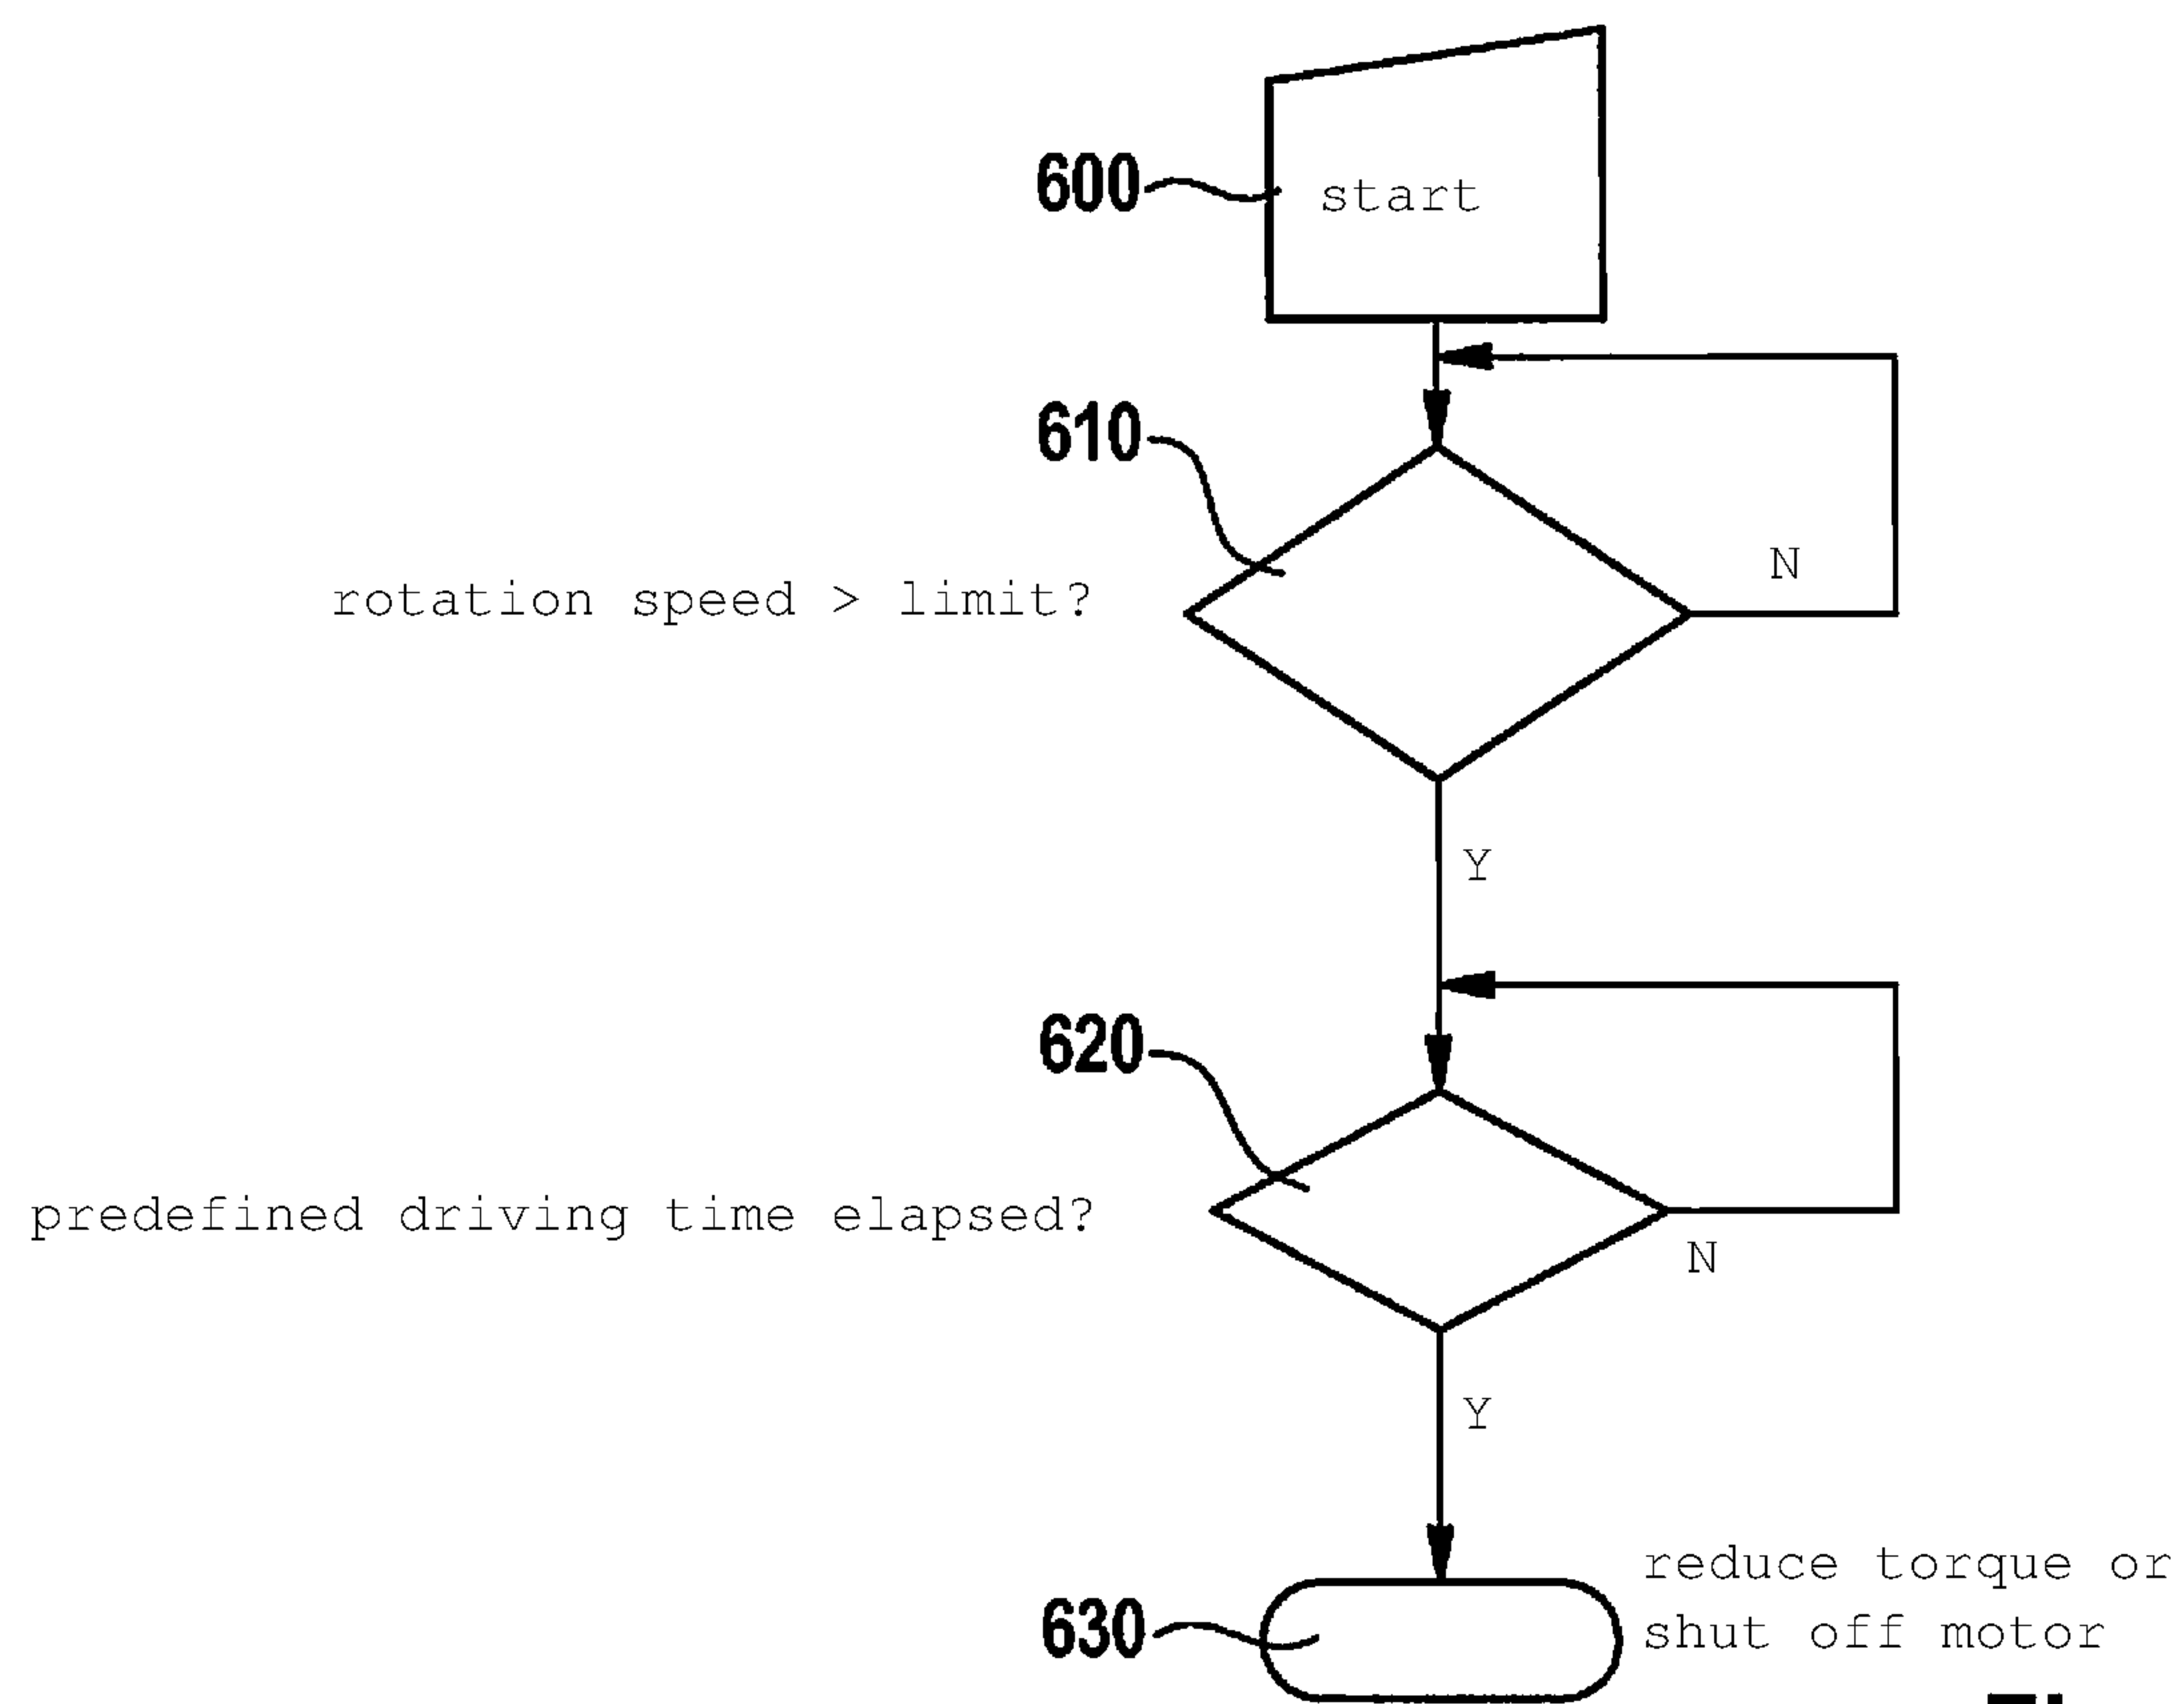 600
start
610
N
rotation speed > limit?
Y
620
predefined driving time elapsed?
N
Y
reduce torque or
630
shut off motor